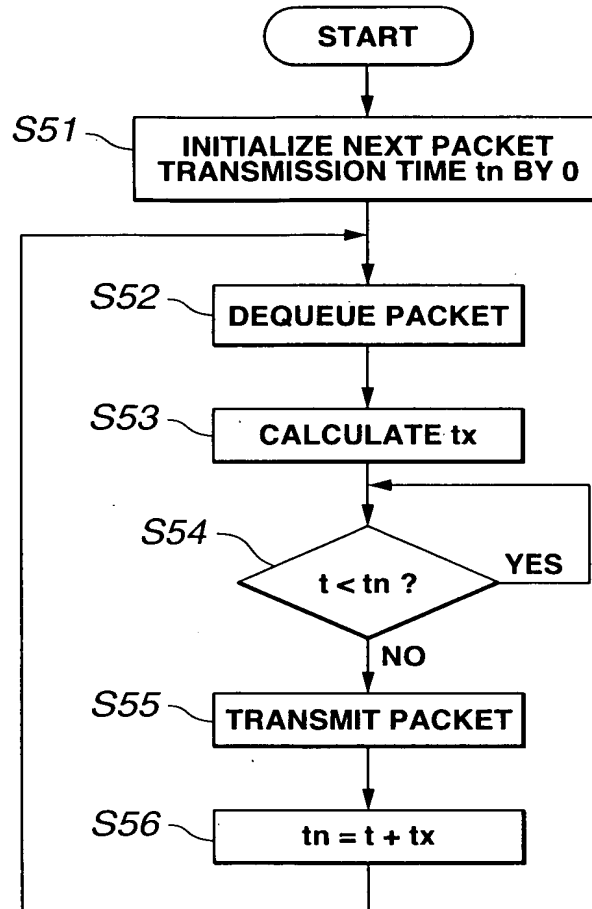 START
S51
INITIALIZE NEXT PACKET
TRANSMISSION TIME tn BY 0
S52
DEQUEUE PACKET
S53
CALCULATE tx
S54
t < tn ?
YES
NO
S55
TRANSMIT PACKET
S56
tn = t + tx